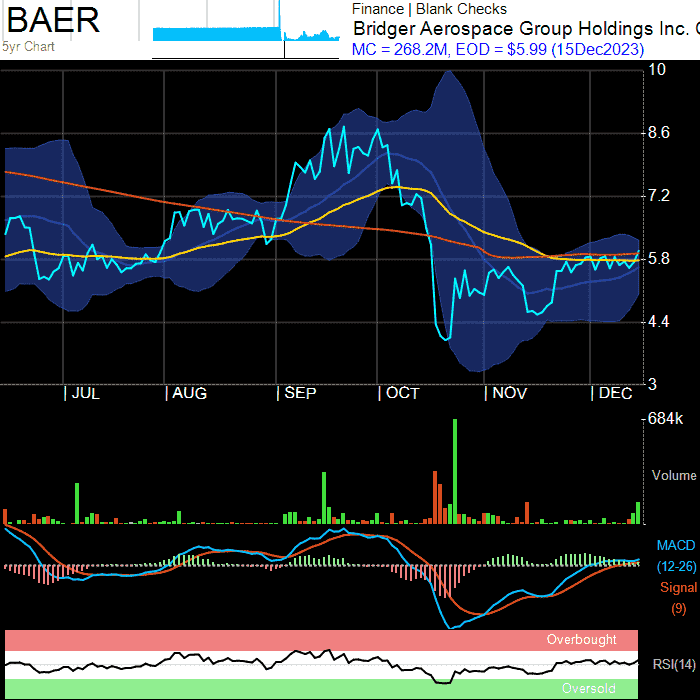 BAER
5yr Chart
Finance | Blank Checks
Bridger Aerospace Group Holdings Inc.
MC = 268.2M, EOD = $5.99 (15Dec2023)
10
8.6
7.2
5.8
4.4
3
| JUL | AUG | SEP | OCT | NOV | DEC
684k
Volume
MACD
(12-26)
Signal
(9)
Overbought
RSI(14)
Oversold